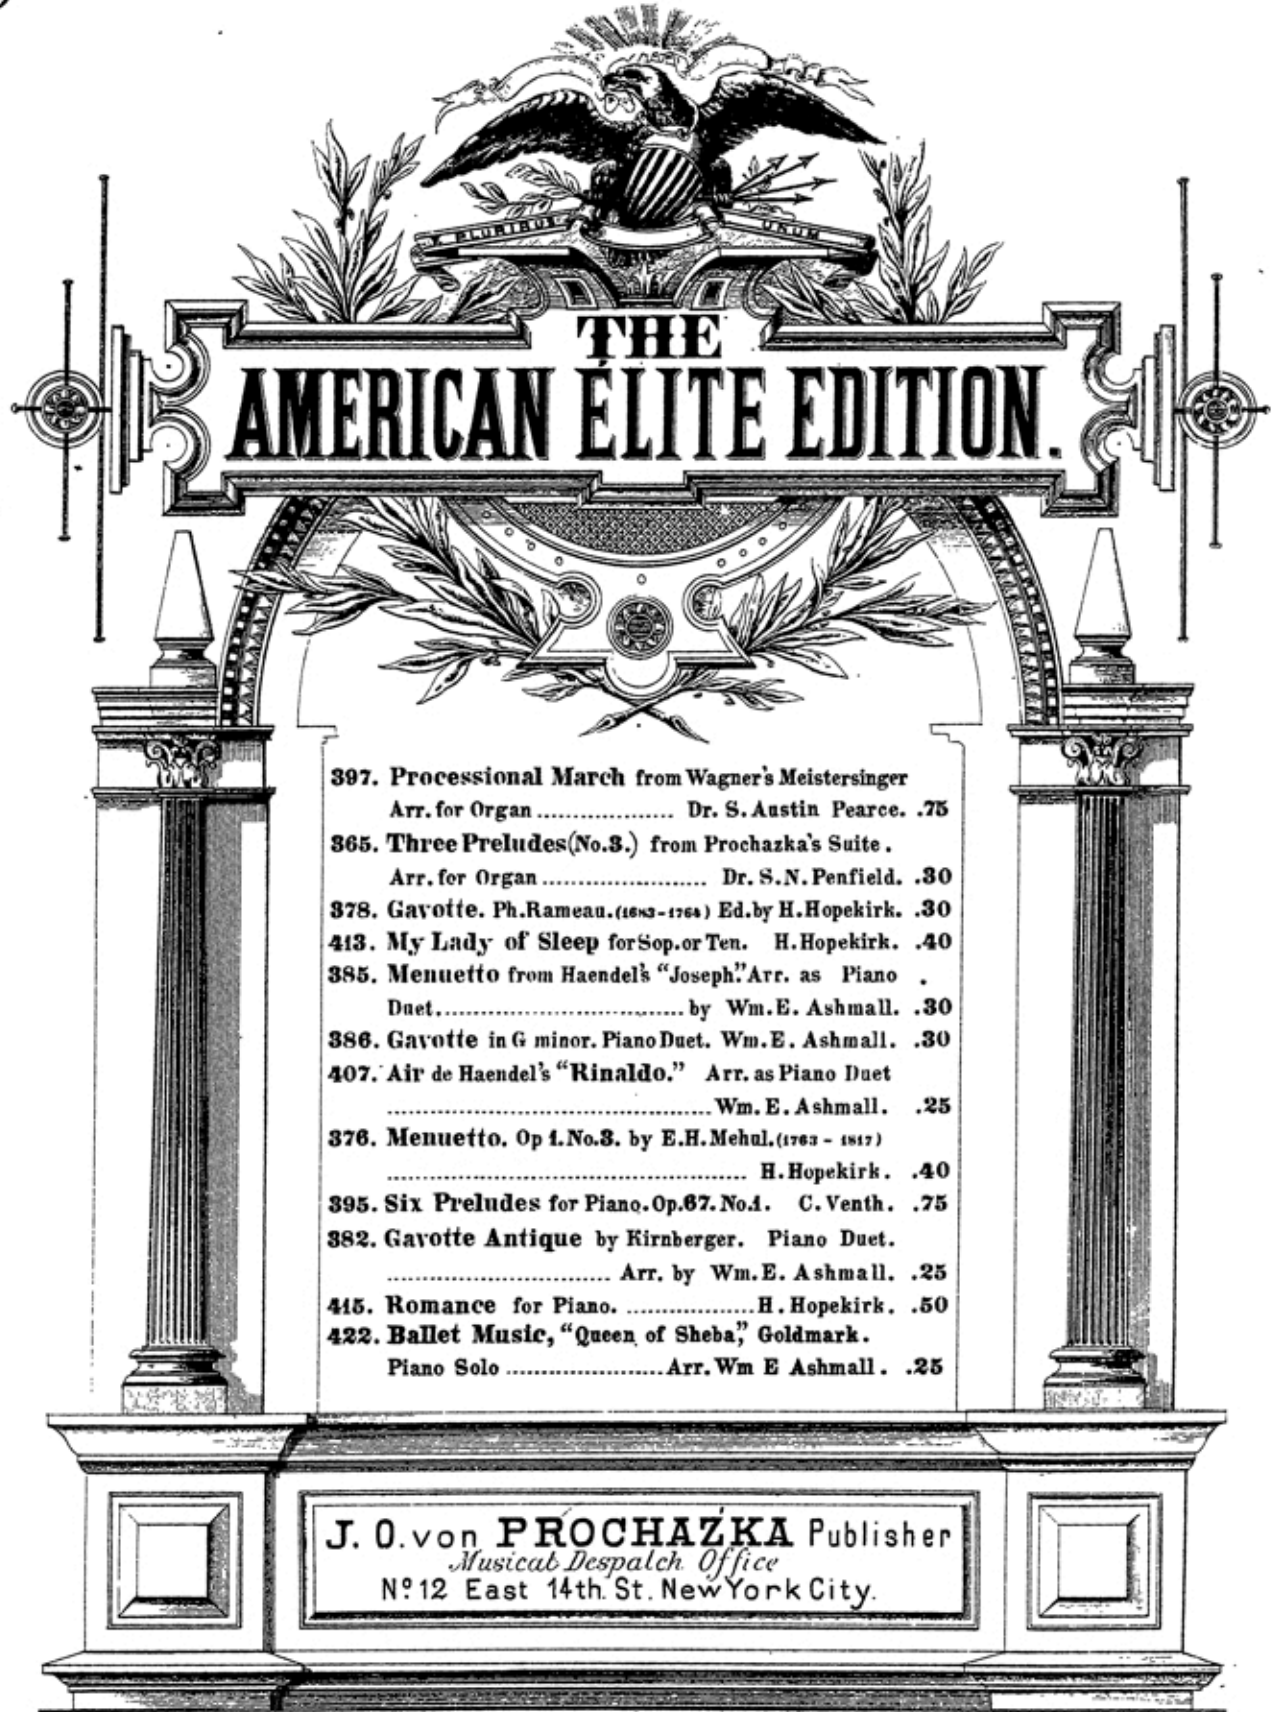 E PLURIBUS UNUM
THE
AMERICAN ÉLITE EDITION.
397. Processional March from Wagner's Meistersinger
Arr. for Organ ................... Dr. S. Austin Pearce. .75
365. Three Preludes (No.3.) from Prochazka's Suite.
Arr. for Organ ....................... Dr. S. N. Penfield. .30
378. Gavotte. Ph. Rameau. (1683-1764) Ed. by H. Hopekirk. .30
413. My Lady of Sleep for Sop. or Ten. H. Hopekirk. .40
385. Menuetto from Haendel's "Joseph". Arr. as Piano
Duet.................................. by Wm. E. Ashmall. .30
386. Gavotte in G minor. Piano Duet. Wm. E. Ashmall. .30
407. Air de Haendel's "Rinaldo." Arr. as Piano Duet
............................................. Wm. E. Ashmall. .25
376. Menuetto. Op 1. No.3. by E. H. Mehul. (1763 - 1817)
.................................................. H. Hopekirk. .40
395. Six Preludes for Piano. Op. 67. No.1. C. Venth. .75
382. Gavotte Antique by Kirnberger. Piano Duet.
............................... Arr. by Wm. E. Ashmall. .25
415. Romance for Piano. .................. H. Hopekirk. .50
422. Ballet Music, "Queen of Sheba," Goldmark.
Piano Solo ...................... Arr. Wm E Ashmall. .25
J. O. von PROCHAZKA Publisher
Musical Despatch Office
No. 12 East 14th. St. New York City.